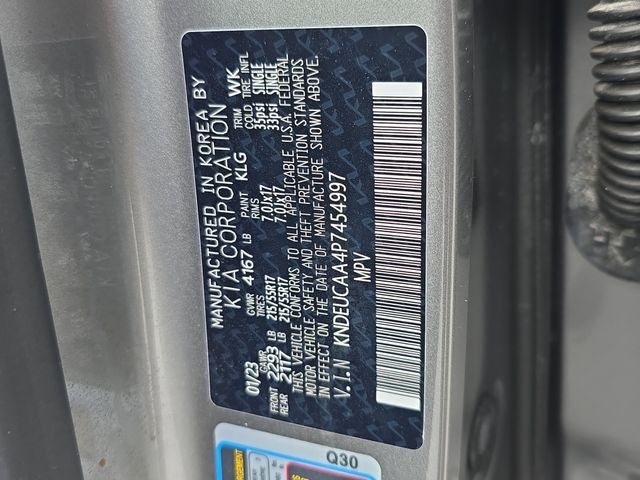 MANUFACTURED IN KOREA BY
KIA CORPORATION
01/23 GVWR 4167 LB PAINT KLG TRIM WK
GAWR TIRES RIMS COLD TIRE INFL
FRONT 2293 LB 215/55R17 7.0Jx17 35psi SINGLE
REAR 2117 LB 215/55R17 7.0Jx17 33psi SINGLE
THIS VEHICLE CONFORMS TO ALL APPLICABLE U.S.A. FEDERAL
MOTOR VEHICLE SAFETY AND THEFT PREVENTION STANDARDS
IN EFFECT ON THE DATE OF MANUFACTURE SHOWN ABOVE.
V.I.N KNDEUCAA4P7454997
MPV
Q30